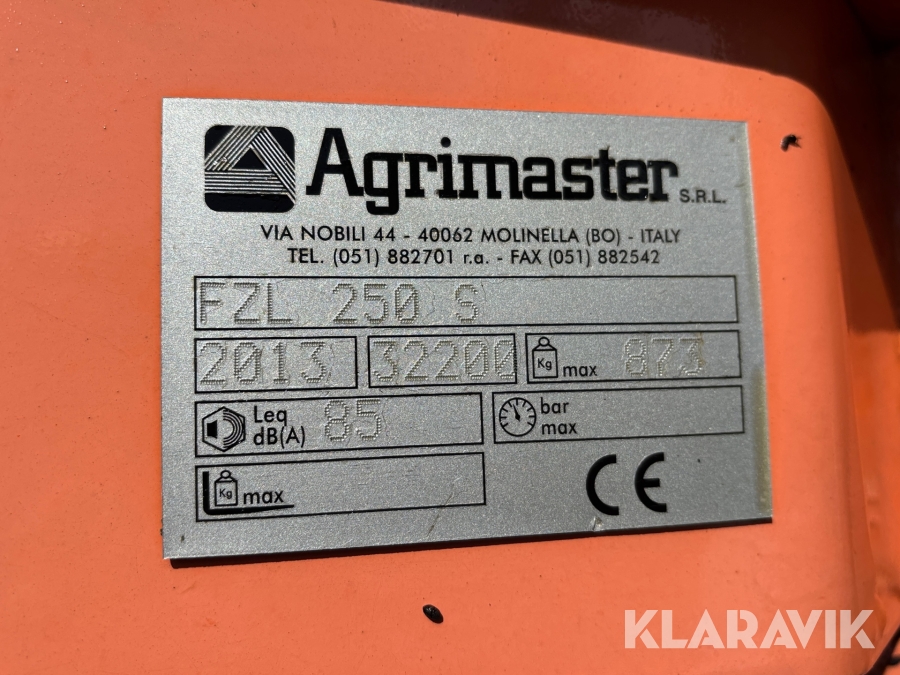 Agrimaster S.R.L.
VIA NOBILI 44 - 40062 MOLINELLA (BO) - ITALY
TEL. (051) 882701 r.a. - FAX (051) 882542
FZL 250 S
2013 32200 Kg max 873
Leq dB(A) 85 bar max
Kg max CE
KLARAVIK